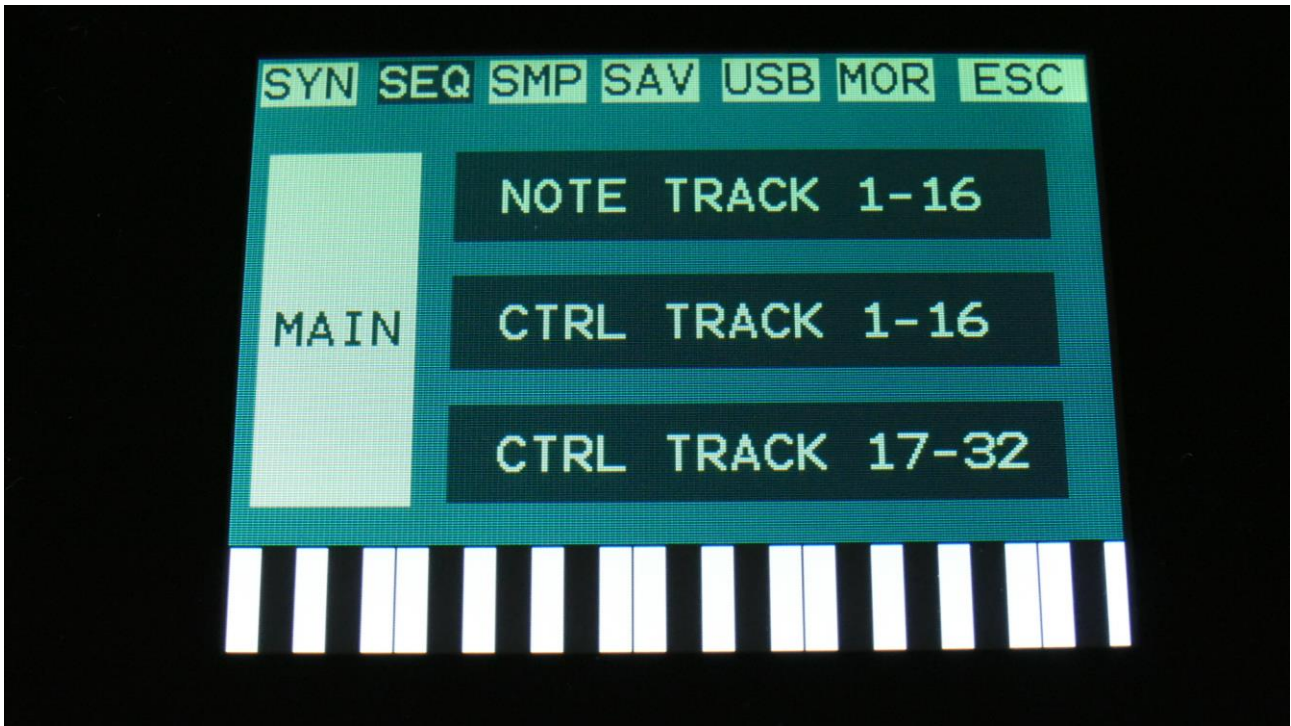 SYN SEQ SMP SAV USB MOR ESC
NOTE TRACK 1-16
MAIN
CTRL TRACK 1-16
CTRL TRACK 17-32